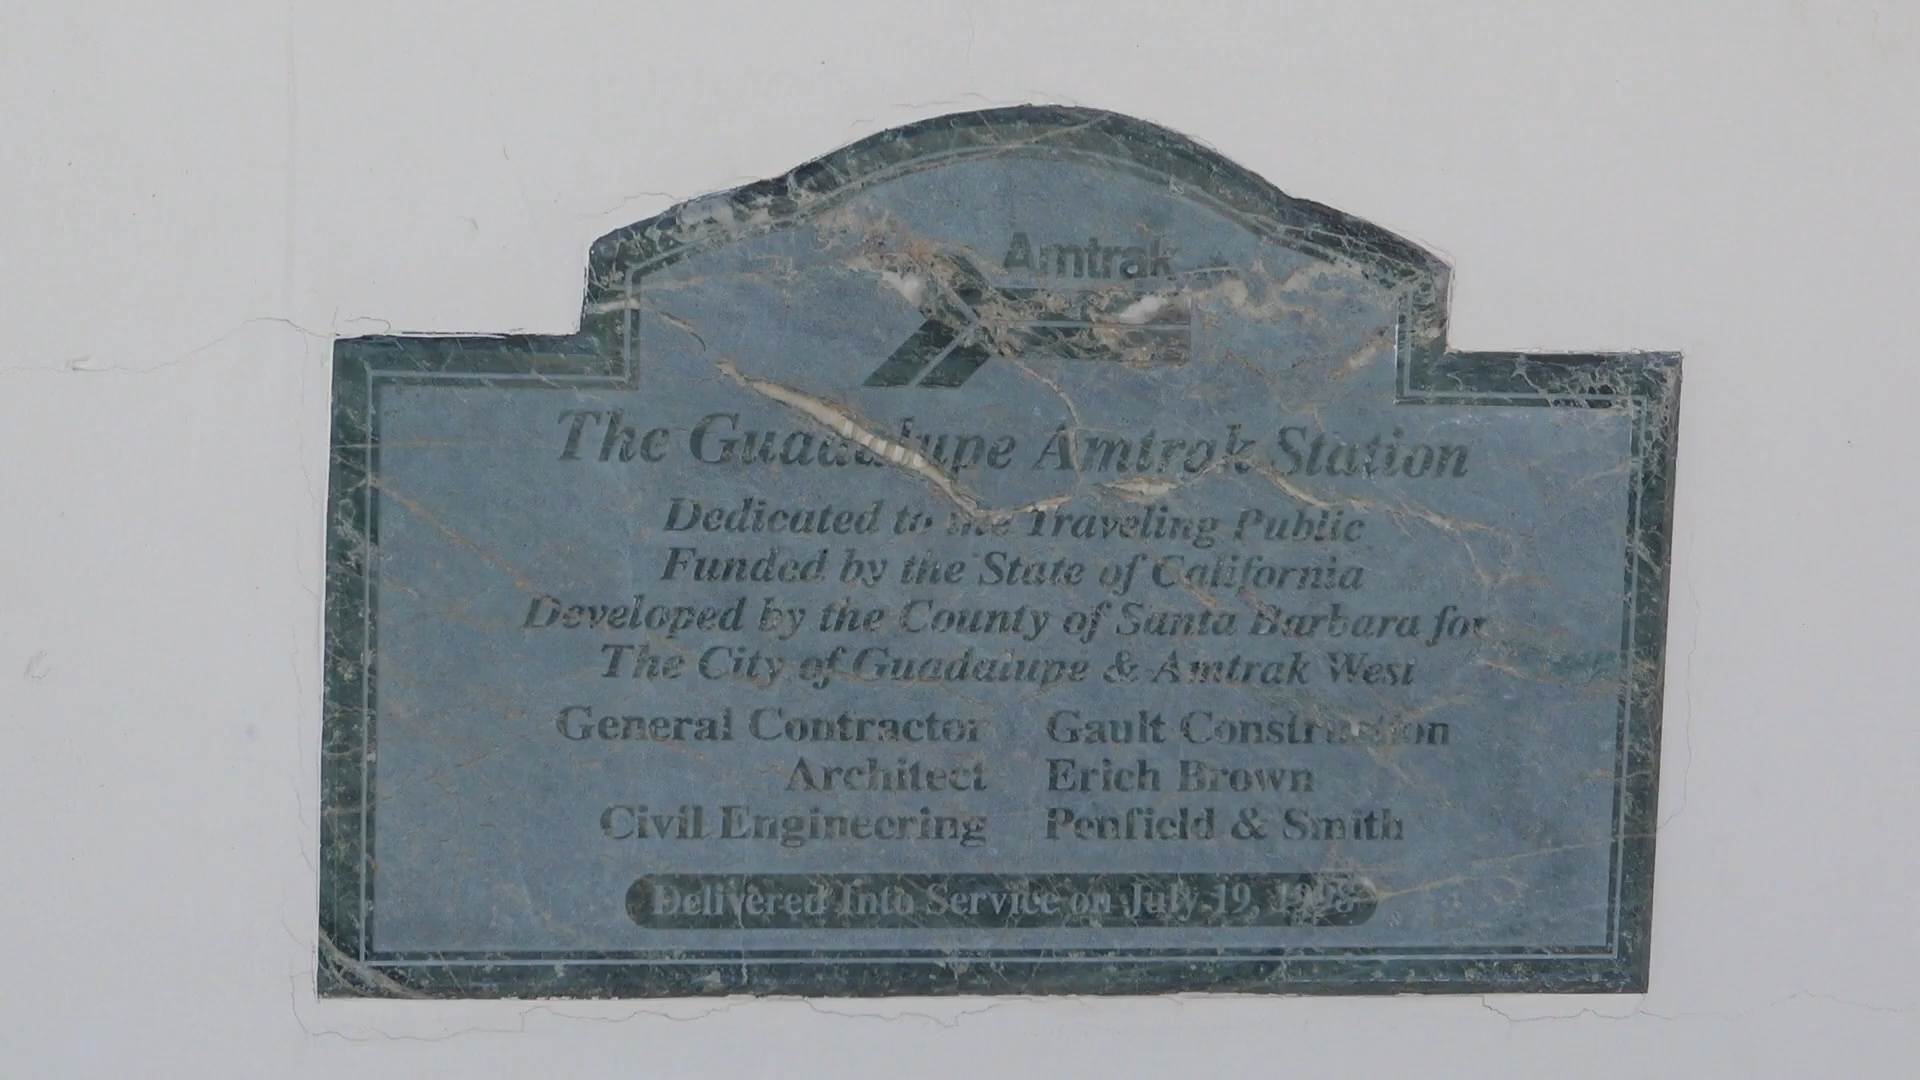 Amtrak
The Guadalupe Amtrak Station
Dedicated to the Traveling Public
Funded by the State of California
Developed by the County of Santa Barbara for
The City of Guadalupe & Amtrak West
General Contractor Gault Construction
Architect Erich Brown
Civil Engineering Penfield & Smith
Delivered Into Service on July 19, 1998